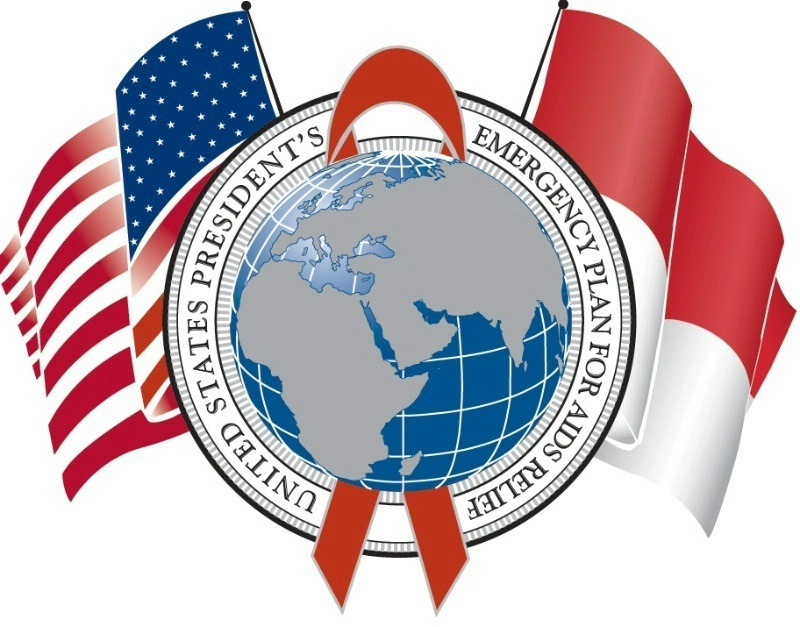 UNITED STATES PRESIDENT'S
EMERGENCY PLAN FOR AIDS RELIEF